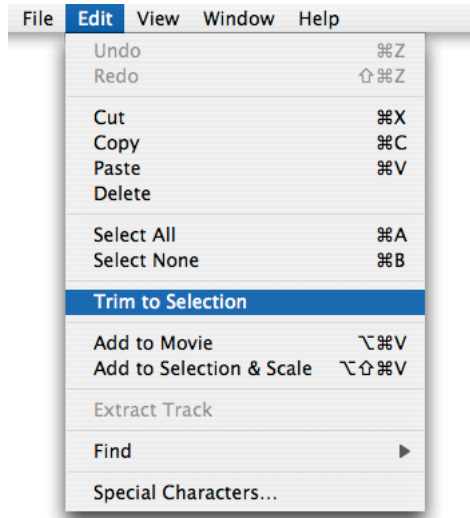 File Edit View Window Help
Undo ⌘Z
Redo ⇧⌘Z
Cut ⌘X
Copy ⌘C
Paste ⌘V
Delete
Select All ⌘A
Select None ⌘B
Trim to Selection
Add to Movie ⌥⌘V
Add to Selection & Scale ⌥⇧⌘V
Extract Track
Find
Special Characters...